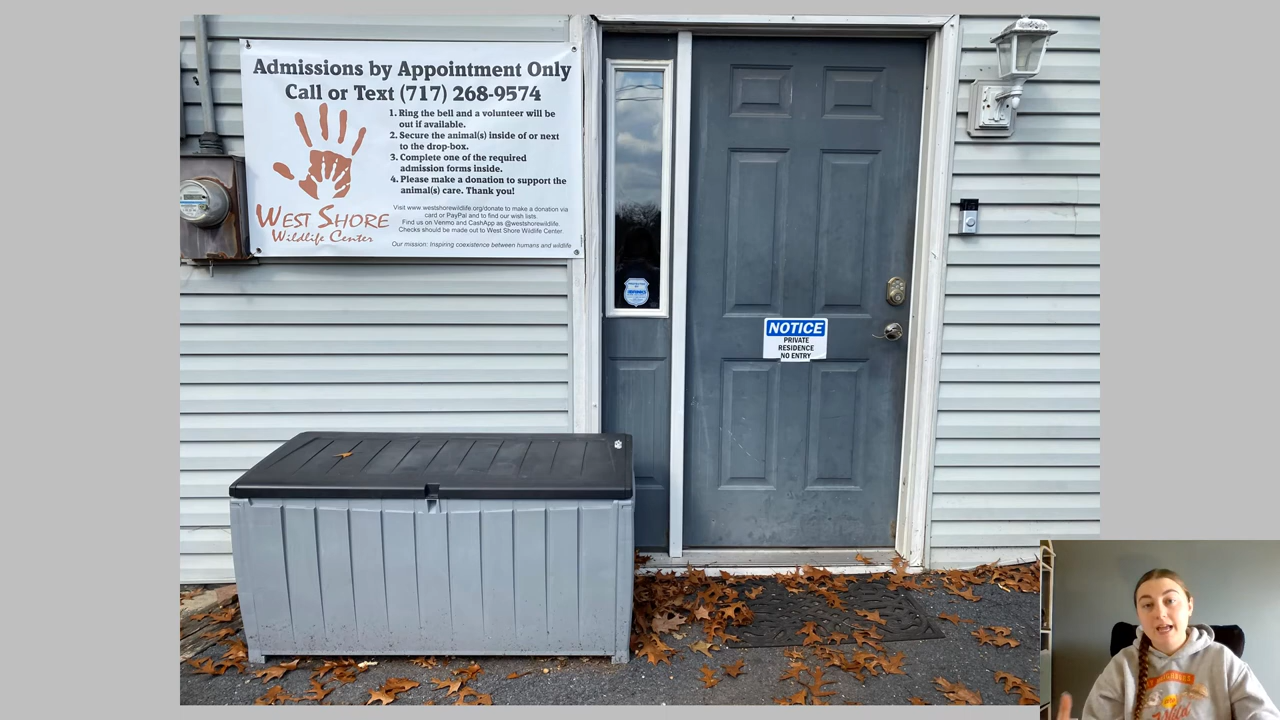 Admissions by Appointment Only
Call or Text (717) 268-9574
1. Ring the bell and a volunteer will be
out if available.
2. Secure the animal(s) inside of or next
to the drop-box.
3. Complete one of the required
admission forms inside.
4. Please make a donation to support the
animal(s) care. Thank you!
WEST SHORE
Wildlife Center
Visit www.westshorewildlife.org/donate to make a donation via
card or PayPal and to find our wish lists.
Find us on Venmo and CashApp as @westshorewildlife.
Checks should be made out to West Shore Wildlife Center.
Our mission: Inspiring coexistence between humans and wildlife
NOTICE
PRIVATE
RESIDENCE
NO ENTRY